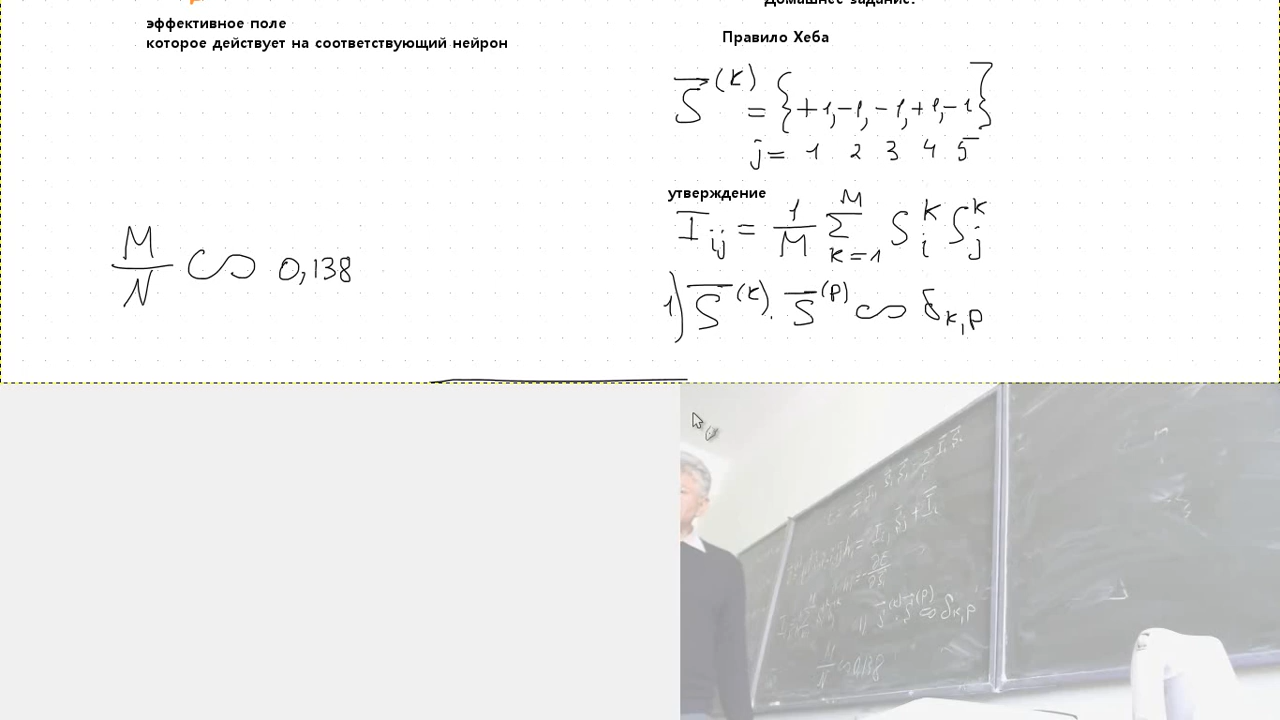 эффективное поле
которое действует на соответствующий нейрон
M/N ∽ 0,138
Домашнее задание:
Правило Хеба
S^(K) = {+1,-1,-1,+1,-1}
j= 1 2 3 4 5
утверждение
I_ij = 1/M Σ_{K=1}^{M} S_i^K S_j^K
1) S^(K) · S^(P) ∽ δ_K,P